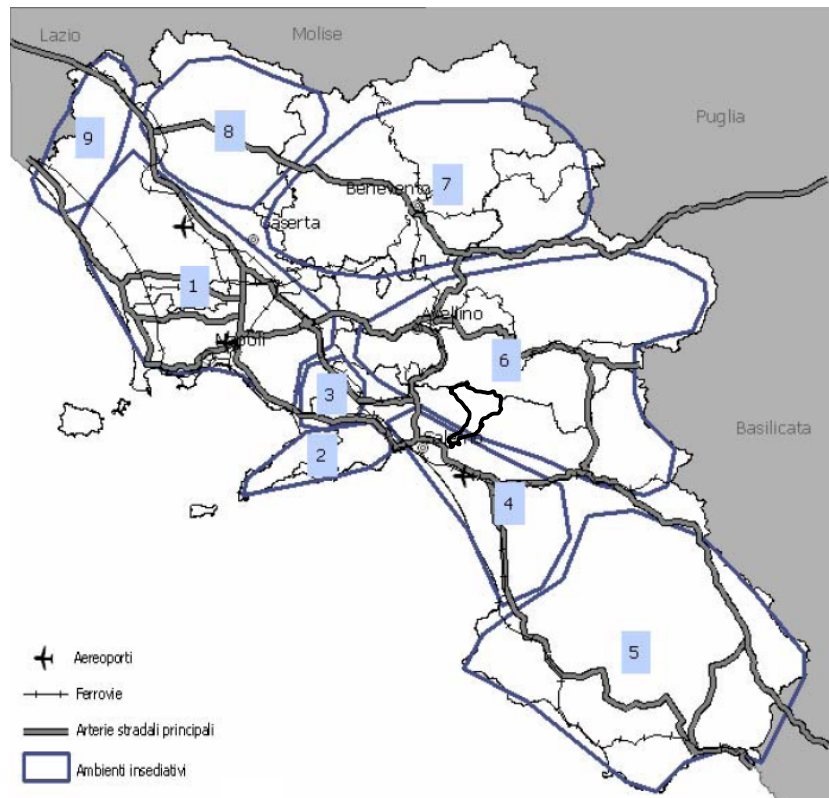 Lazio
Molise
Puglia
9
8
7
Benevento
Caserta
1
Avellino
Napoli
6
3
Basilicata
2
Salerno
4
5
Aereoporti
Ferrovie
Arterie stradali principali
Ambienti insediativi